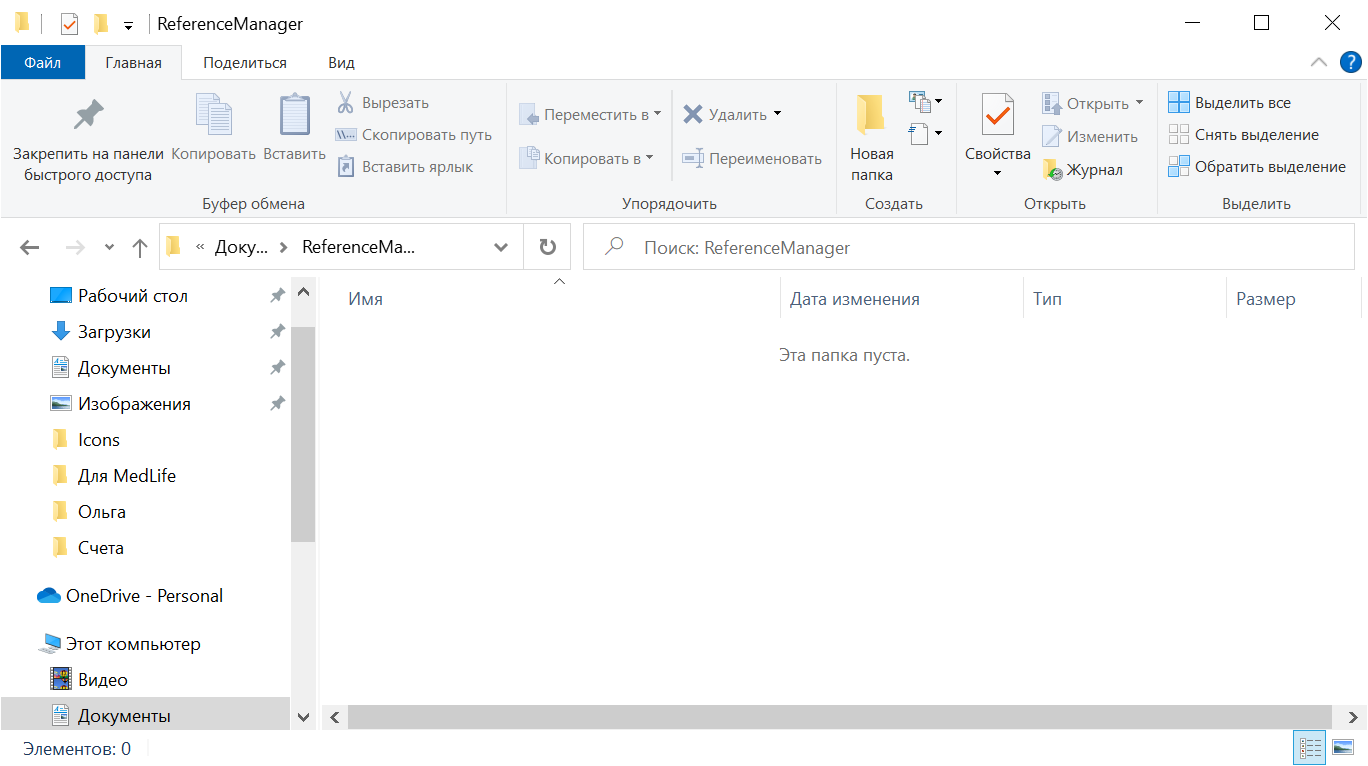 ReferenceManager
Файл Главная Поделиться Вид
Закрепить на панели быстрого доступа
Копировать
Вставить
Вырезать
Скопировать путь
Вставить ярлык
Буфер обмена
Переместить в
Копировать в
Удалить
Переименовать
Упорядочить
Новая папка
Создать
Свойства
Открыть
Изменить
Журнал
Открыть
Выделить все
Снять выделение
Обратить выделение
Выделить
« Доку... ReferenceMa...
Поиск: ReferenceManager
Рабочий стол
Загрузки
Документы
Изображения
Icons
Для MedLife
Ольга
Счета
OneDrive - Personal
Этот компьютер
Видео
Документы
Имя Дата изменения Тип Размер
Эта папка пуста.
Элементов: 0